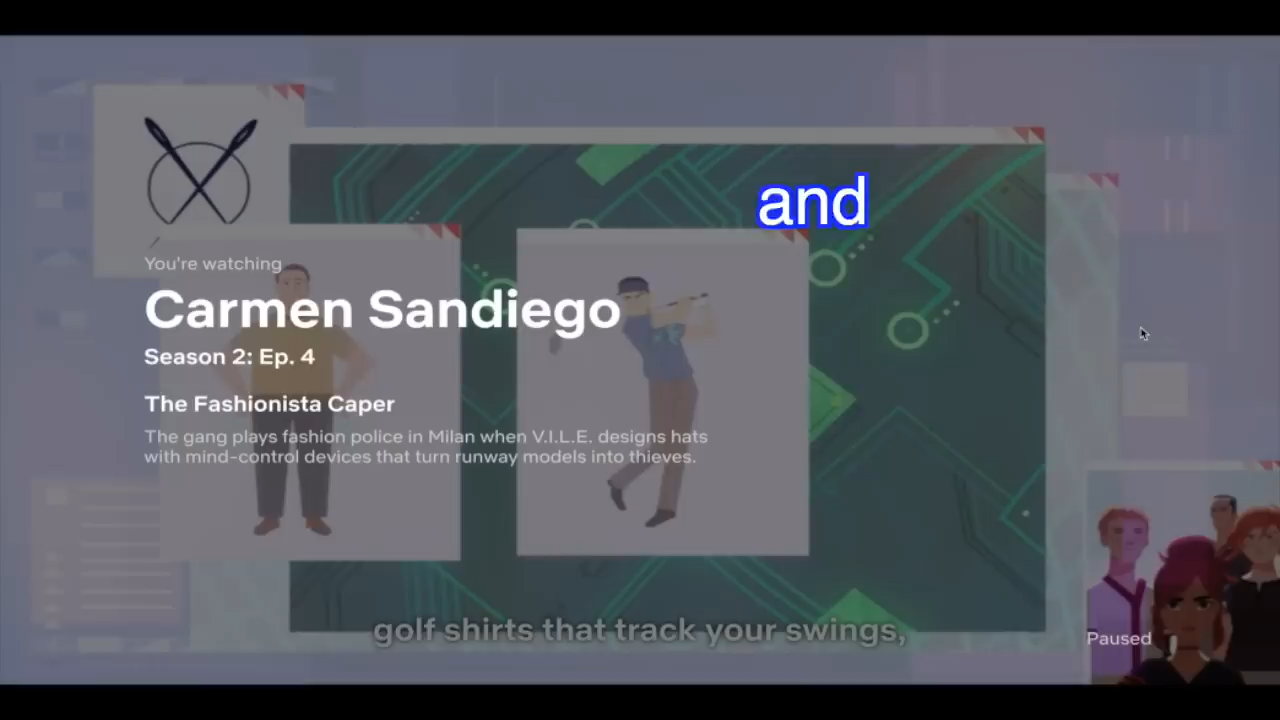 and
You're watching
Carmen Sandiego
Season 2: Ep. 4
The Fashionista Caper
The gang plays fashion police in Milan when V.I.L.E. designs hats
with mind-control devices that turn runway models into thieves.
golf shirts that track your swings,
Paused